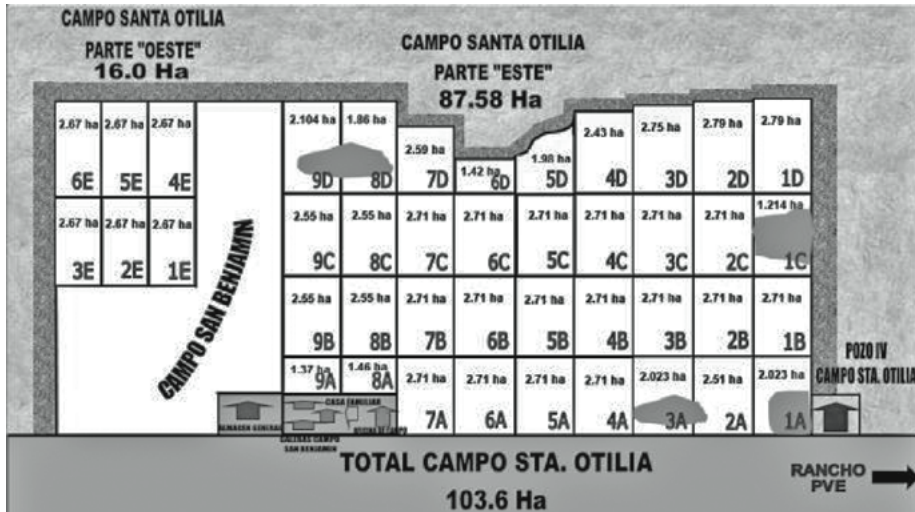 CAMPO SANTA OTILIA
PARTE "OESTE"
16.0 Ha
CAMPO SANTA OTILIA
PARTE "ESTE"
87.58 Ha
2.67 ha 2.67 ha 2.67 ha
6E 5E 4E
2.67 ha 2.67 ha 2.67 ha
3E 2E 1E
CAMPO SAN BENJAMIN
2.104 ha 1.86 ha 2.59 ha 1.42 ha 1.98 ha 2.43 ha 2.75 ha 2.79 ha 2.79 ha
9D 8D 7D 6D 5D 4D 3D 2D 1D
2.55 ha 2.55 ha 2.71 ha 2.71 ha 2.71 ha 2.71 ha 2.71 ha 2.71 ha 1.214 ha
9C 8C 7C 6C 5C 4C 3C 2C 1C
2.55 ha 2.55 ha 2.71 ha 2.71 ha 2.71 ha 2.71 ha 2.71 ha 2.71 ha 2.71 ha
9B 8B 7B 6B 5B 4B 3B 2B 1B
1.37 ha 1.46 ha 2.71 ha 2.71 ha 2.71 ha 2.71 ha 2.023 ha 2.51 ha 2.023 ha
9A 8A 7A 6A 5A 4A 3A 2A 1A
POZO IV
CAMPO STA. OTILIA
ALMACEN GENERAL
CASA FAMILIAR
OFICINA DE CAMPO
GALERAS CAMPO
SAN BENJAMIN
TOTAL CAMPO STA. OTILIA
103.6 Ha
RANCHO
PVE